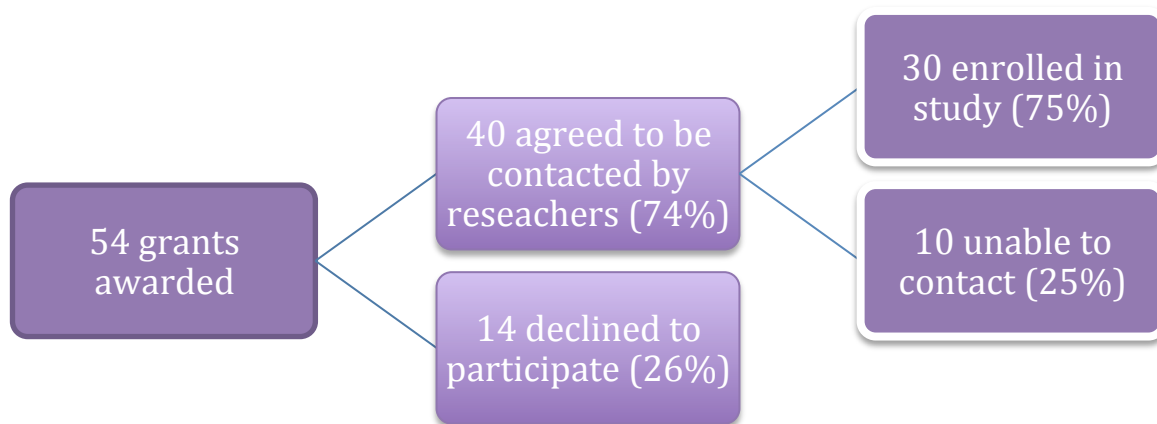 54 grants
awarded
40 agreed to be
contacted by
reseachers (74%)
14 declined to
participate (26%)
30 enrolled in
study (75%)
10 unable to
contact (25%)